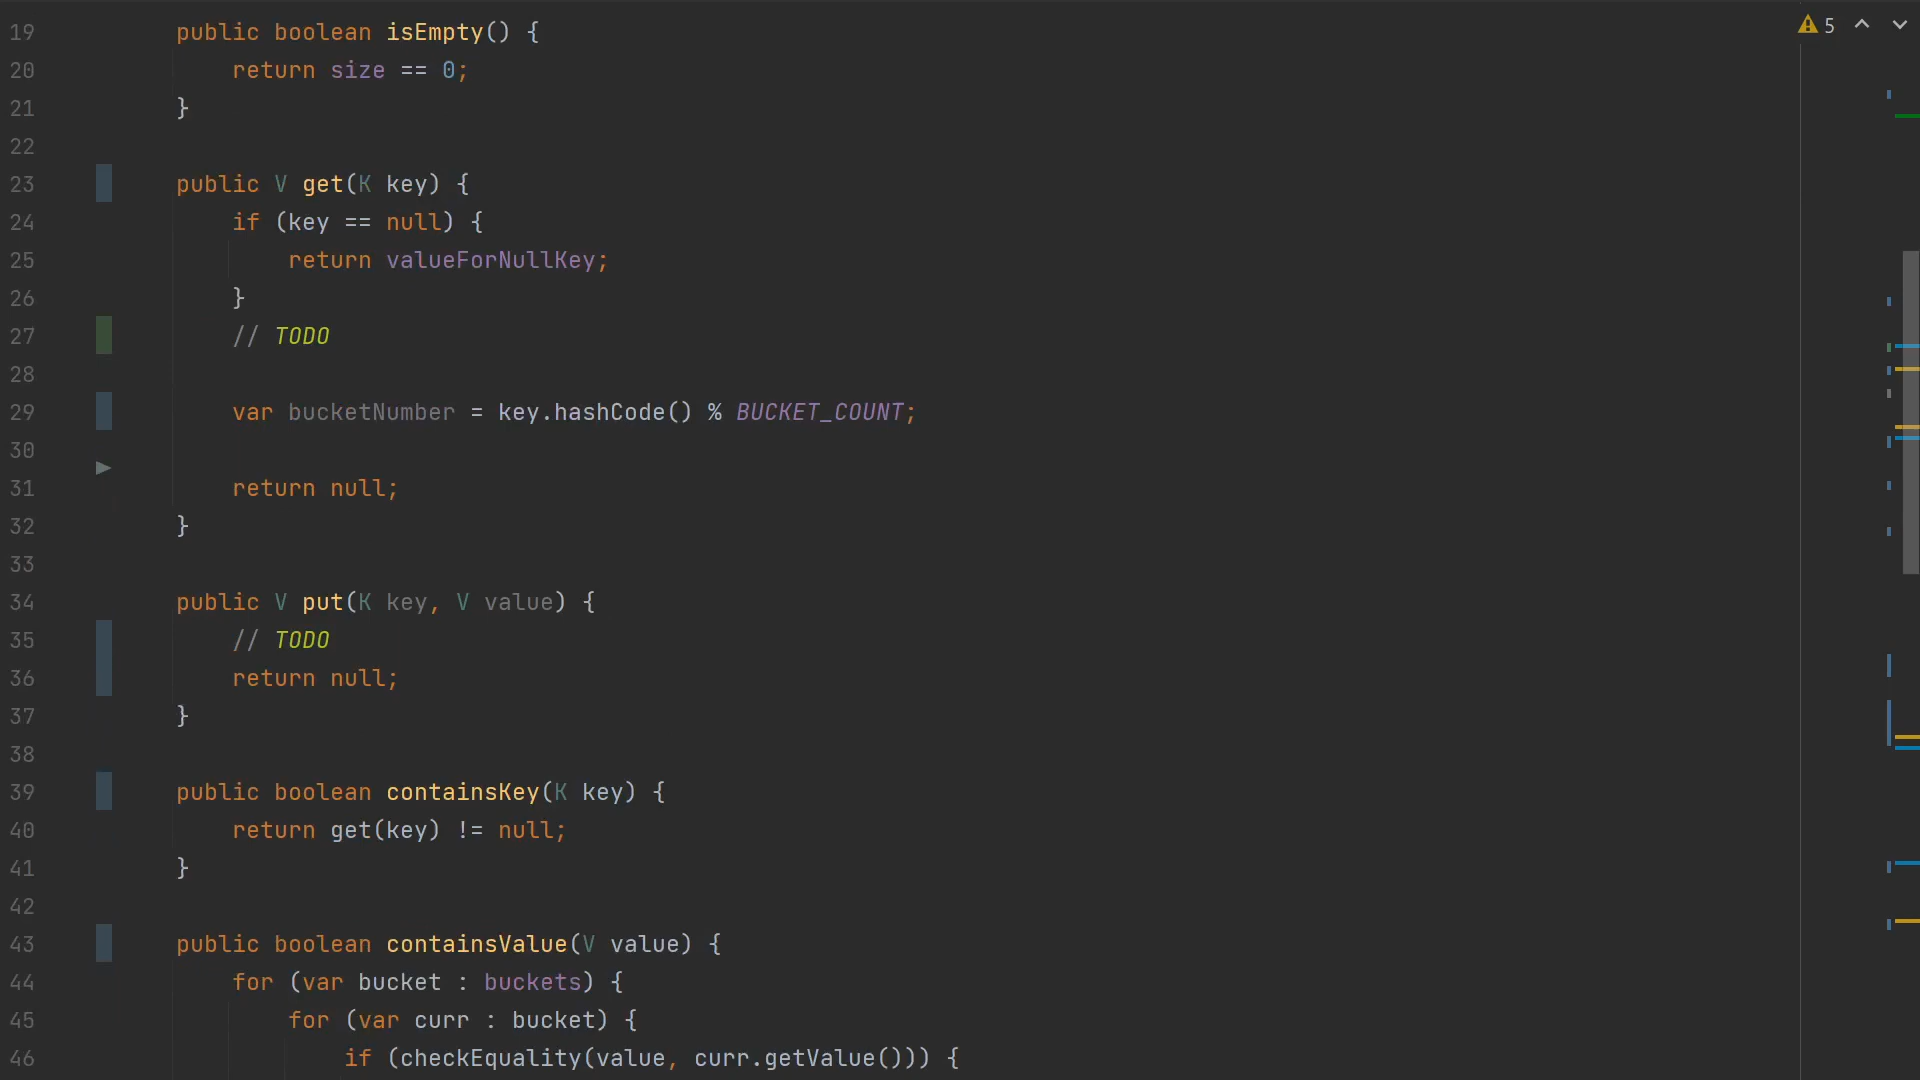 5
19 public boolean isEmpty() {
20 return size == 0;
21 }
22
23 public V get(K key) {
24 if (key == null) {
25 return valueForNullKey;
26 }
27 // TODO
28
29 var bucketNumber = key.hashCode() % BUCKET_COUNT;
30
31 return null;
32 }
33
34 public V put(K key, V value) {
35 // TODO
36 return null;
37 }
38
39 public boolean containsKey(K key) {
40 return get(key) != null;
41 }
42
43 public boolean containsValue(V value) {
44 for (var bucket : buckets) {
45 for (var curr : bucket) {
46 if (checkEquality(value, curr.getValue())) {